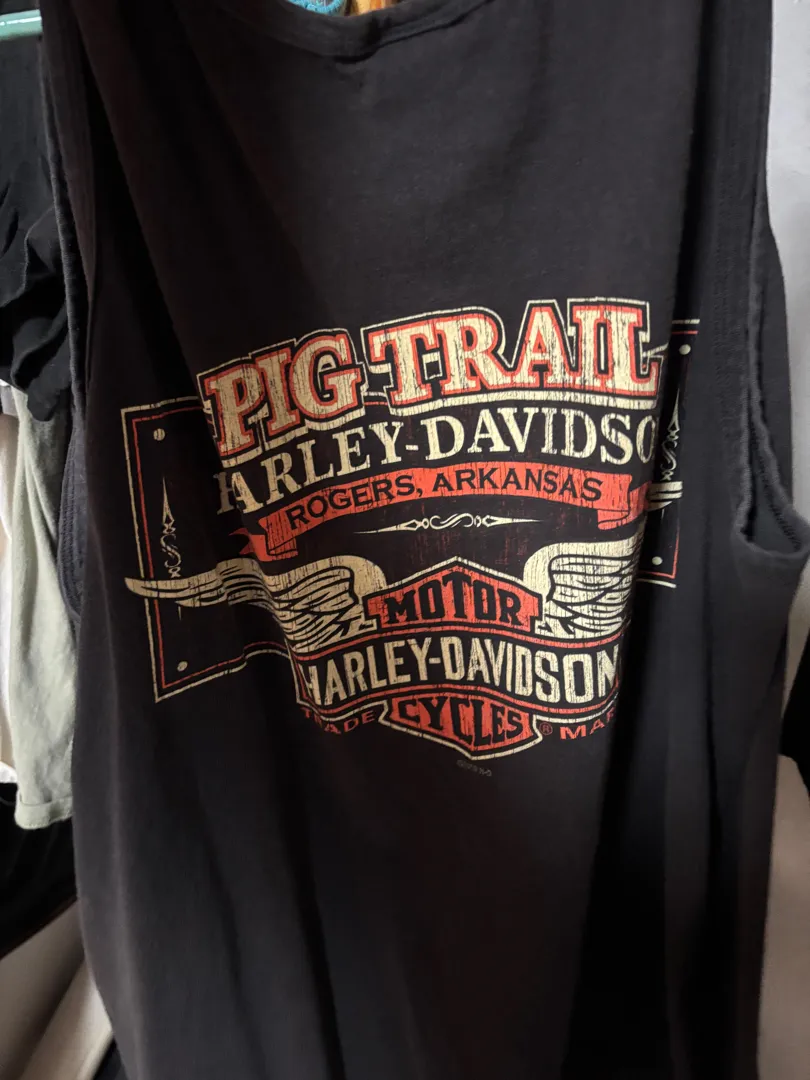 PIG TRAIL
HARLEY-DAVIDSO
ROGERS, ARKANSAS
MOTOR
HARLEY-DAVIDSON
CYCLES
TRADE ® MAR